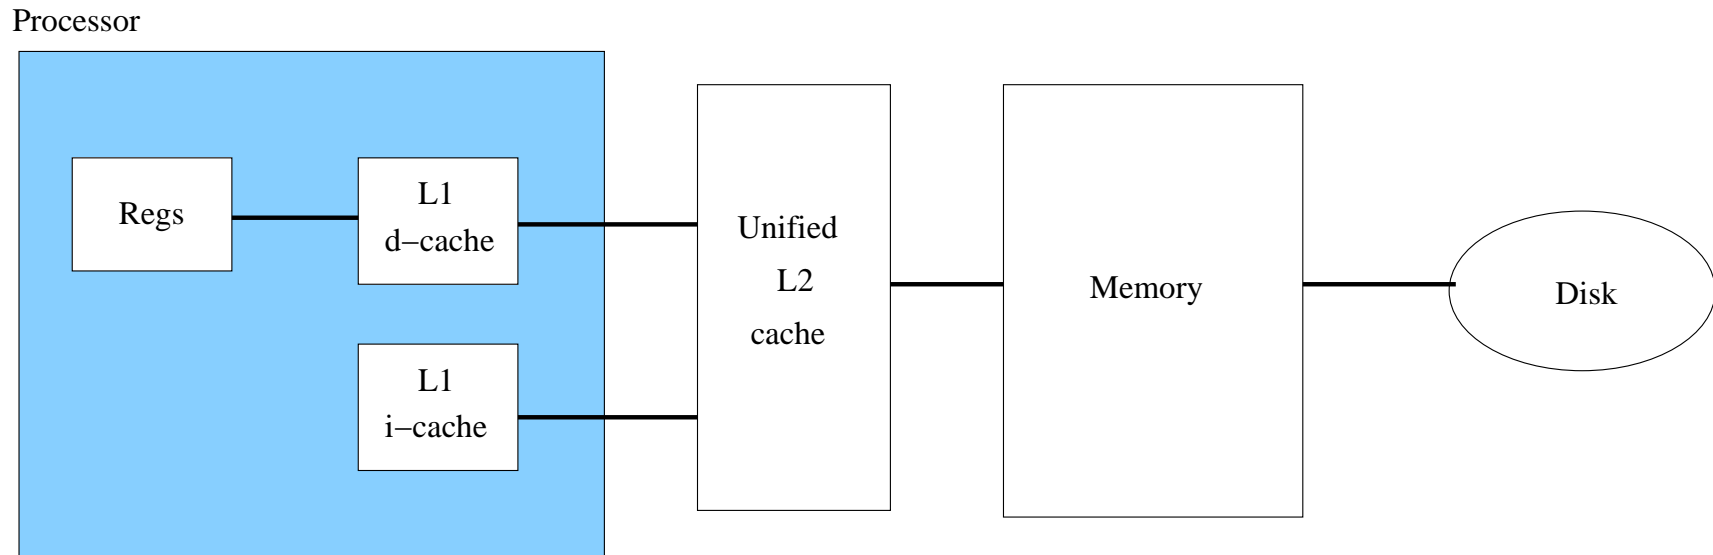 Processor
Regs
L1
d−cache
L1
i−cache
Unified
L2
cache
Memory
Disk